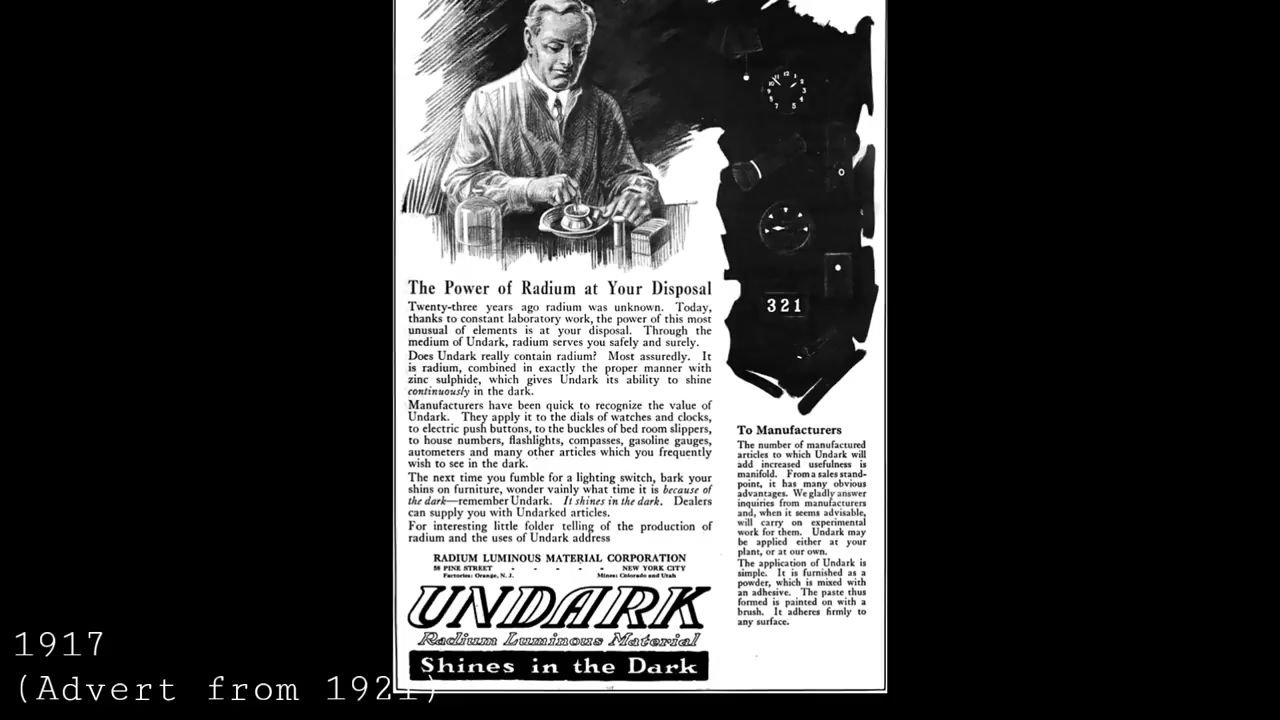 The Power of Radium at Your Disposal
Twenty-three years ago radium was unknown. Today,
thanks to constant laboratory work, the power of this most
unusual of elements is at your disposal. Through the
medium of Undark, radium serves you safely and surely.
Does Undark really contain radium? Most assuredly. It
is radium, combined in exactly the proper manner with
zinc sulphide, which gives Undark its ability to shine
continuously in the dark.
Manufacturers have been quick to recognize the value of
Undark. They apply it to the dials of watches and clocks,
to electric push buttons, to the buckles of bed room slippers,
to house numbers, flashlights, compasses, gasoline gauges,
autometers and many other articles which you frequently
wish to see in the dark.
The next time you fumble for a lighting switch, bark your
shins on furniture, wonder vainly what time it is because of
the dark—remember Undark. It shines in the dark. Dealers
can supply you with Undarked articles.
For interesting little folder telling of the production of
radium and the uses of Undark address
RADIUM LUMINOUS MATERIAL CORPORATION
58 PINE STREET - - - - - NEW YORK CITY
Factories: Orange, N. J. Mines: Colorado and Utah
UNDARK
Radium Luminous Material
Shines in the Dark
321
To Manufacturers
The number of manufactured
articles to which Undark will
add increased usefulness is
manifold. From a sales stand-
point, it has many obvious
advantages. We gladly answer
inquiries from manufacturers
and, when it seems advisable,
will carry on experimental
work for them. Undark may
be applied either at your
plant, or at our own.
The application of Undark is
simple. It is furnished as a
powder, which is mixed with
an adhesive. The paste thus
formed is painted on with a
brush. It adheres firmly to
any surface.
1917
(Advert from 1921)